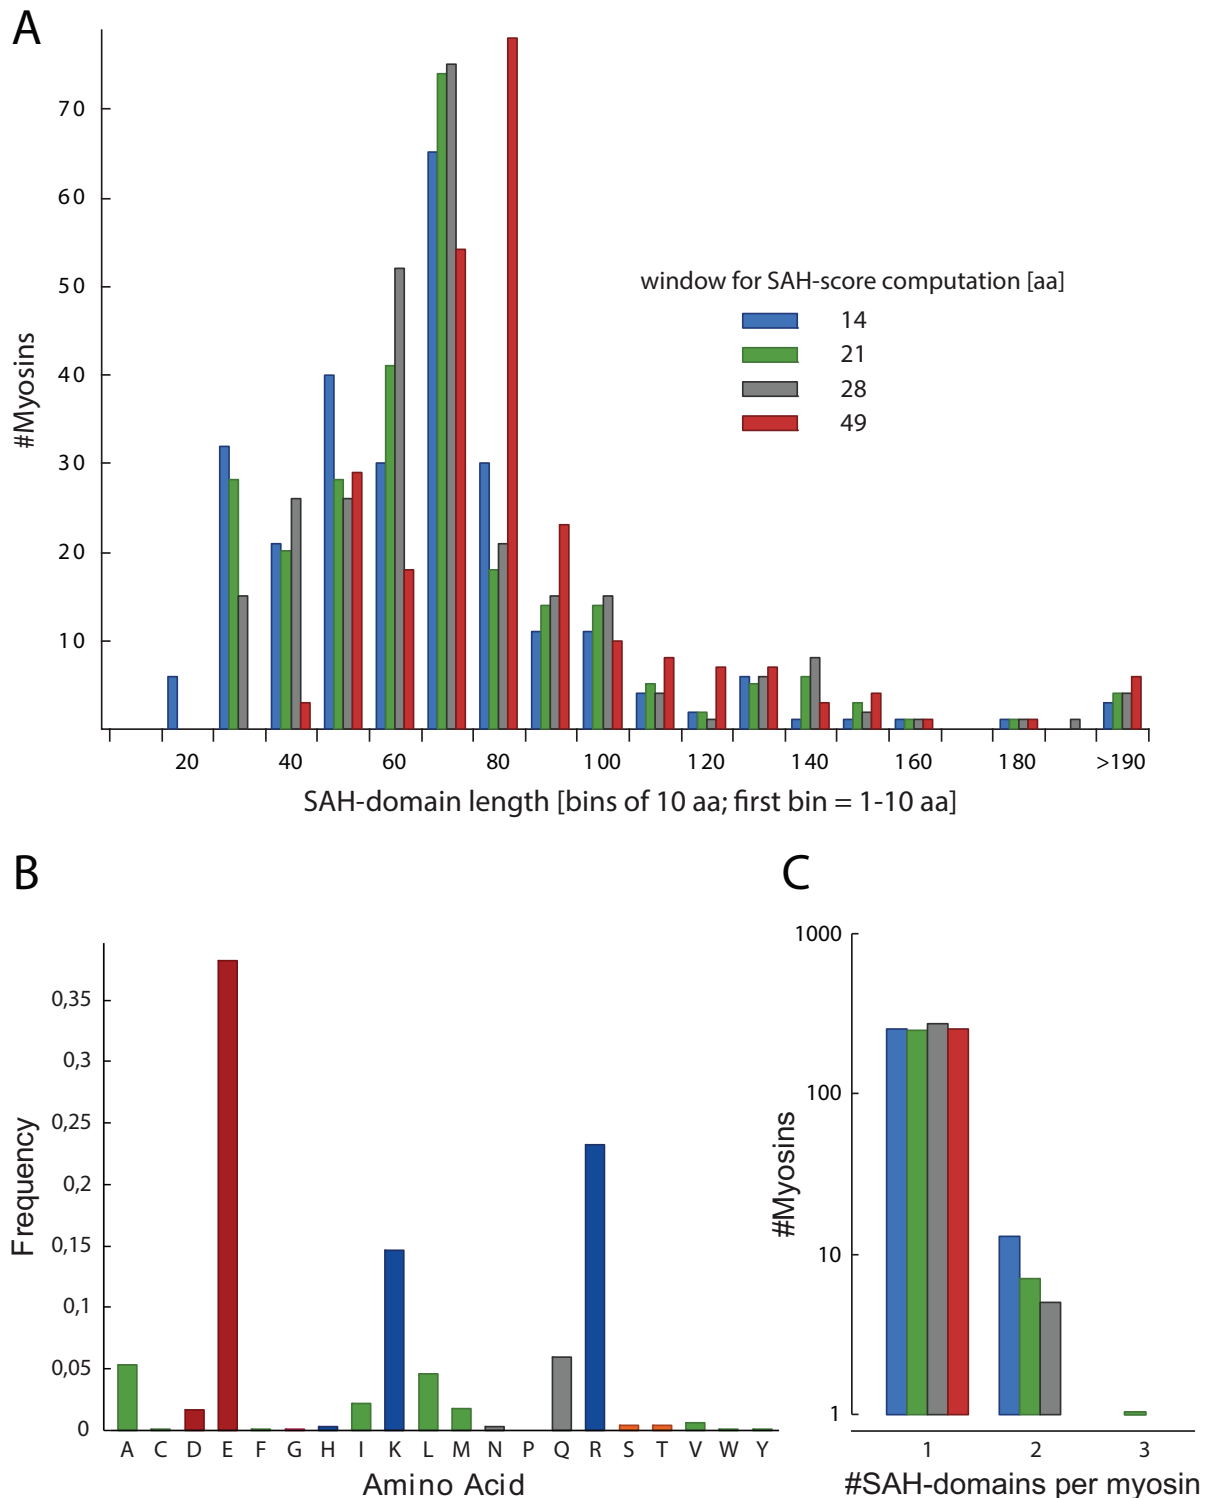 A
70
60
50
40
30
20
10
#Myosins
window for SAH-score computation [aa]
14
21
28
49
20 40 60 80 100 120 140 160 180 >190
SAH-domain length [bins of 10 aa; first bin = 1-10 aa]
B
0,35
0,3
0,25
0,2
0,15
0,1
0,05
0
Frequency
A C D E F G H I K L M N P Q R S T V W Y
Amino Acid
C
1000
100
10
1
#Myosins
1 2 3
#SAH-domains per myosin